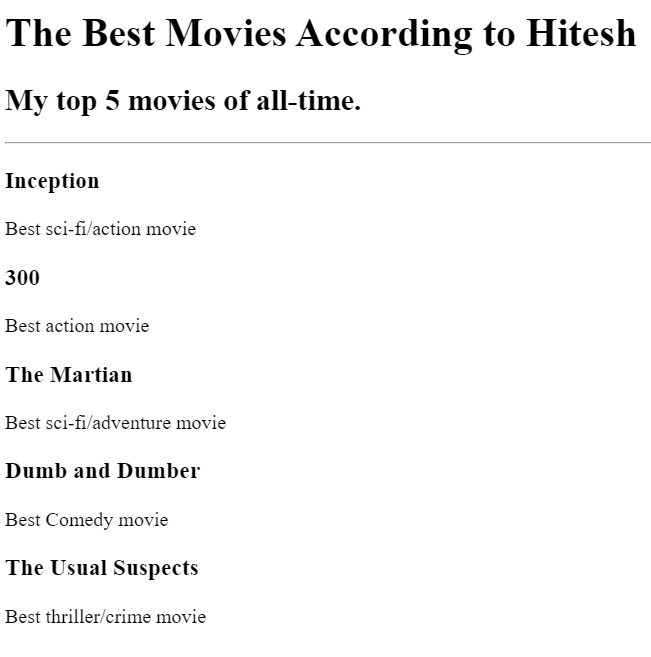 The Best Movies According to Hitesh
My top 5 movies of all-time.
Inception
Best sci-fi/action movie
300
Best action movie
The Martian
Best sci-fi/adventure movie
Dumb and Dumber
Best Comedy movie
The Usual Suspects
Best thriller/crime movie